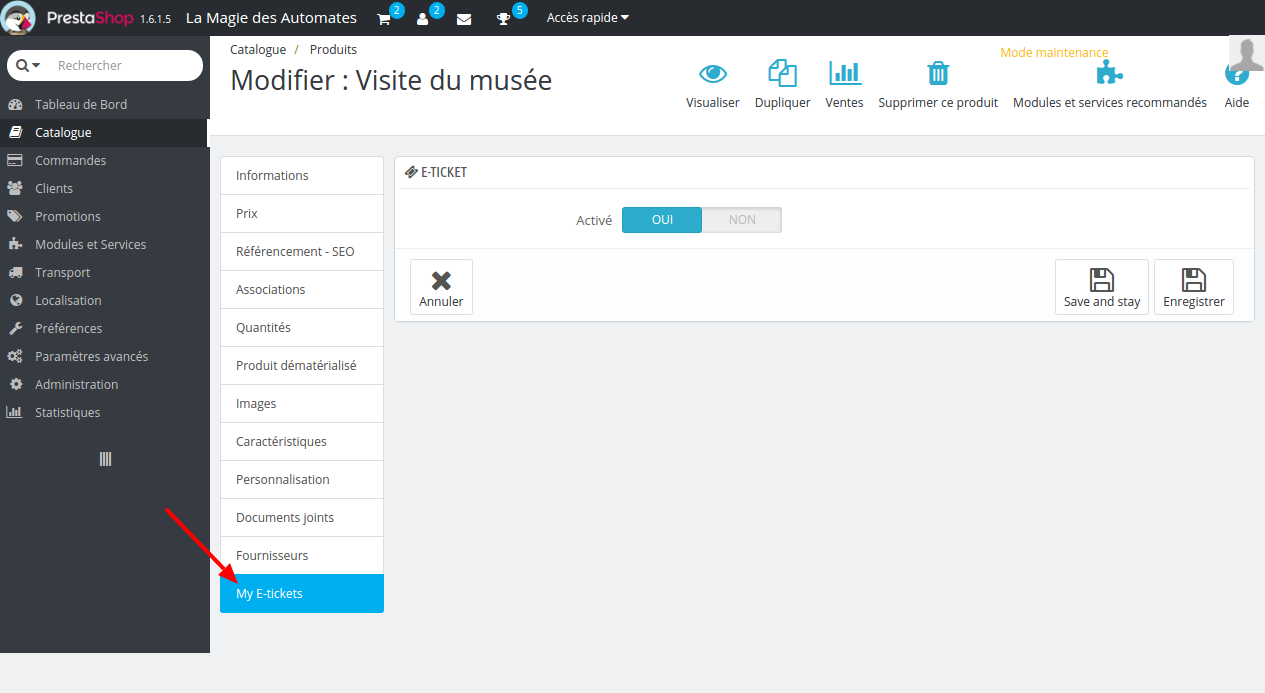 PrestaShop 1.6.1.5 La Magie des Automates 2 2 5 Accès rapide
Rechercher
Tableau de Bord
Catalogue
Commandes
Clients
Promotions
Modules et Services
Transport
Localisation
Préférences
Paramètres avancés
Administration
Statistiques
Catalogue / Produits
Modifier : Visite du musée
Mode maintenance
Visualiser
Dupliquer
Ventes
Supprimer ce produit
Modules et services recommandés
Aide
Informations
Prix
Référencement - SEO
Associations
Quantités
Produit dématérialisé
Images
Caractéristiques
Personnalisation
Documents joints
Fournisseurs
My E-tickets
E-TICKET
Activé OUI NON
Annuler
Save and stay
Enregistrer